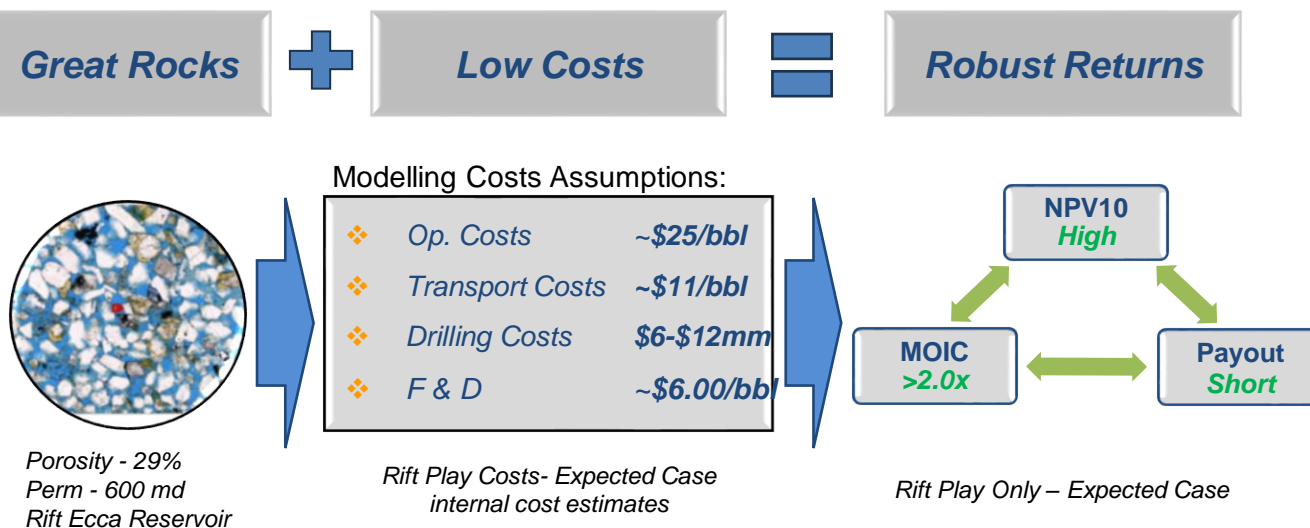 Great Rocks
Low Costs
Robust Returns
Modelling Costs Assumptions:
Op. Costs ~$25/bbl
Transport Costs ~$11/bbl
Drilling Costs $6-$12mm
F & D ~$6.00/bbl
NPV10
High
MOIC
>2.0x
Payout
Short
Porosity - 29%
Perm - 600 md
Rift Ecca Reservoir
Rift Play Costs- Expected Case
internal cost estimates
Rift Play Only – Expected Case